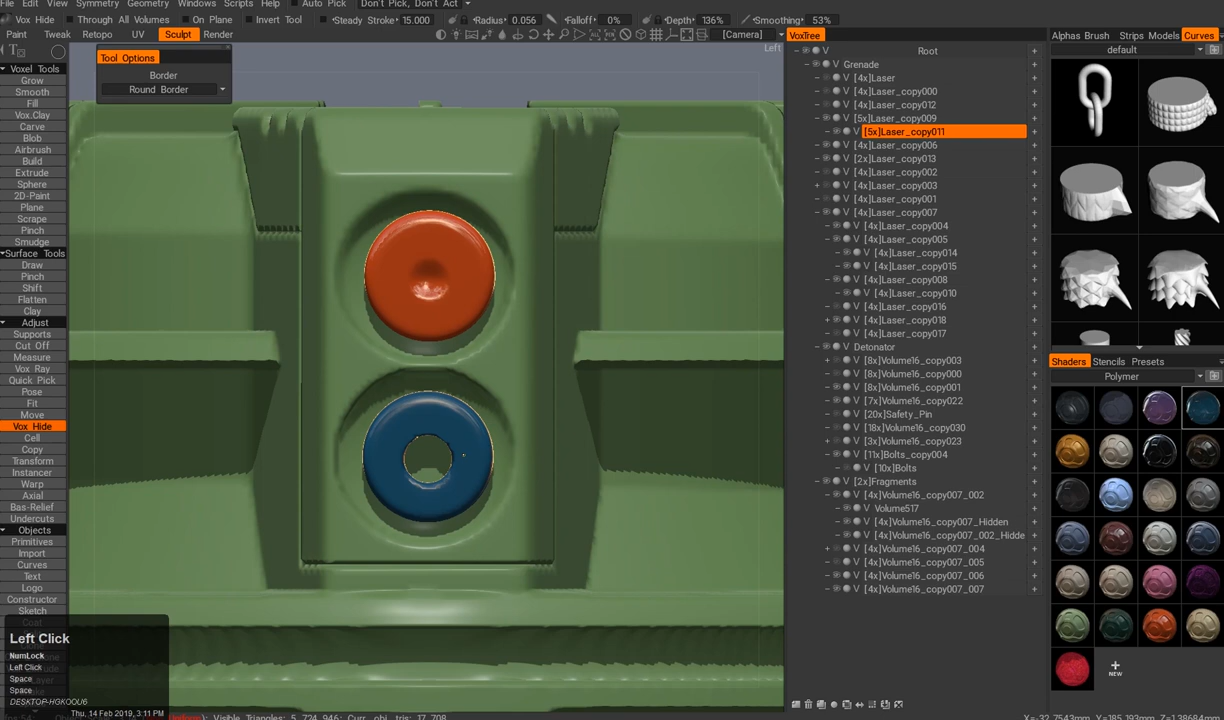 File Edit View Symmetry Geometry Windows Scripts Help Auto Pick Don't Pick, Don't Act
Vox Hide Through All Volumes On Plane Invert Tool Steady Stroke 15.000 Radius: 0.056 Falloff: 0% Depth: 136% Smoothing: 53%
Paint Tweak Retopo UV Sculpt Render [Camera] VoxTree Alphas Brush Strips Models Curves
Left
Tool Options
Border
Round Border
default
Voxel Tools
Grow
Smooth
Fill
Vox.Clay
Carve
Blob
Airbrush
Build
Extrude
Sphere
2D-Paint
Plane
Scrape
Pinch
Smudge
Surface Tools
Draw
Pinch
Shift
Flatten
Clay
Adjust
Supports
Cut Off
Measure
Vox Ray
Quick Pick
Pose
Fit
Move
Vox Hide
Cell
Copy
Transform
Instancer
Warp
Axial
Bas-Relief
Undercuts
Objects
Primitives
Import
Curves
Text
Logo
Constructor
Sketch
V Root
V Grenade
V [4x]Laser
V [4x]Laser_copy000
V [4x]Laser_copy012
V [5x]Laser_copy009
V [5x]Laser_copy011
V [4x]Laser_copy006
V [2x]Laser_copy013
V [4x]Laser_copy002
V [4x]Laser_copy003
V [4x]Laser_copy001
V [4x]Laser_copy007
V [4x]Laser_copy004
V [4x]Laser_copy005
V [4x]Laser_copy014
V [4x]Laser_copy015
V [4x]Laser_copy008
V [4x]Laser_copy010
V [4x]Laser_copy016
V [4x]Laser_copy018
V [4x]Laser_copy017
V Detonator
V [8x]Volume16_copy003
V [8x]Volume16_copy000
V [8x]Volume16_copy001
V [7x]Volume16_copy022
V [20x]Safety_Pin
V [18x]Volume16_copy030
V [3x]Volume16_copy023
V [11x]Bolts_copy004
V [10x]Bolts
V [2x]Fragments
V [4x]Volume16_copy007_002
V Volume517
V [4x]Volume16_copy007_Hidden
V [4x]Volume16_copy007_002_Hidde
V [4x]Volume16_copy007_004
V [4x]Volume16_copy007_005
V [4x]Volume16_copy007_006
V [4x]Volume16_copy007_007
Shaders Stencils Presets
Polymer
NEW
Left Click
NumLock
Left Click
Space
Space
DESKTOP-HGKOOU6
Thu, 14 Feb 2019, 3:11 PM
Visible Triangles: 5 724 946; Curr. obj. tris: 17 708